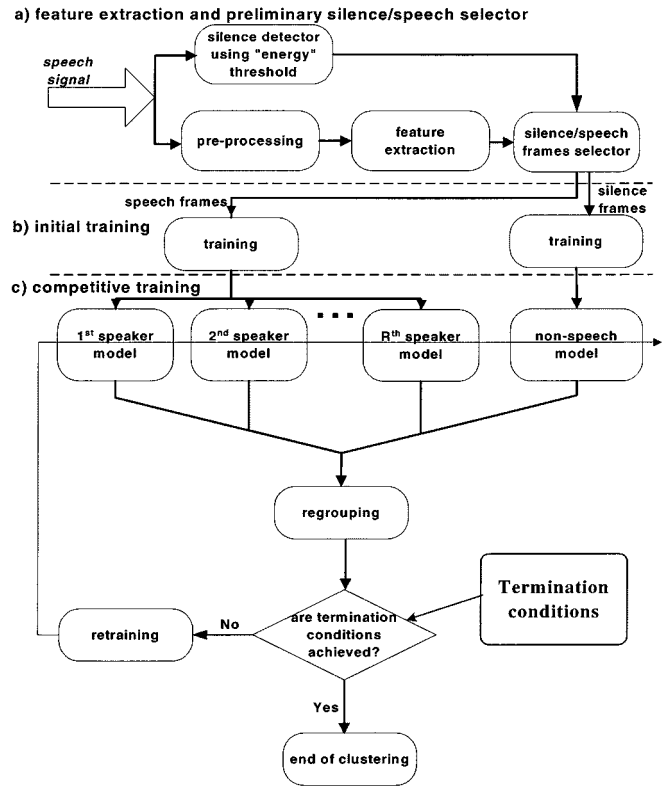 a) feature extraction and preliminary silence/speech selector
speech
signal
silence detector
using "energy"
threshold
pre-processing
feature
extraction
silence/speech
frames selector
speech frames
silence
frames
b) initial training
training
training
c) competitive training
1st speaker
model
2nd speaker
model
...
Rth speaker
model
non-speech
model
regrouping
are termination
conditions
achieved?
Termination
conditions
No
retraining
Yes
end of clustering